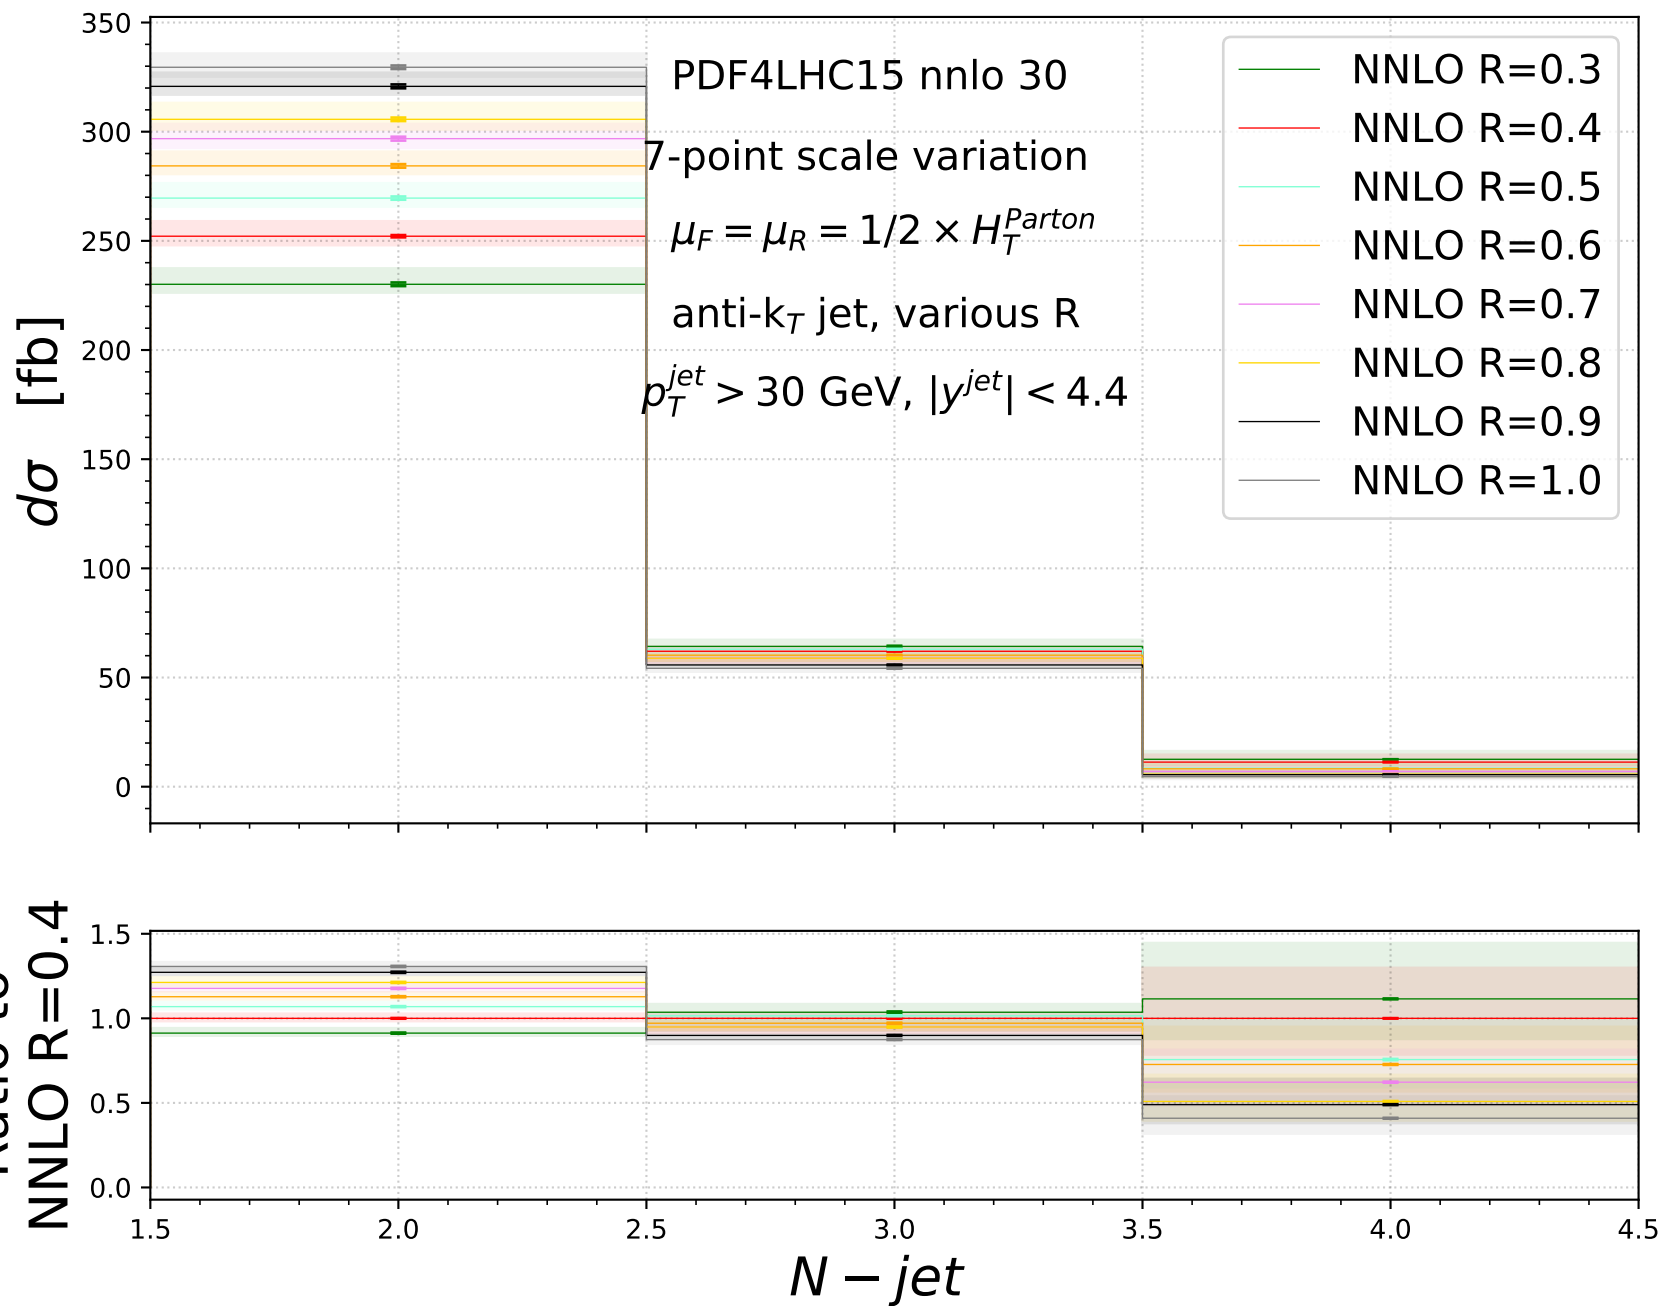 350
300
250
200
150
100
50
0
dσ [fb]
PDF4LHC15 nnlo 30
7-point scale variation
μ_F = μ_R = 1/2 × H_T^{Parton}
anti-k_T jet, various R
p_T^{jet} > 30 GeV, |y^{jet}| < 4.4
NNLO R=0.3
NNLO R=0.4
NNLO R=0.5
NNLO R=0.6
NNLO R=0.7
NNLO R=0.8
NNLO R=0.9
NNLO R=1.0
Ratio to
NNLO R=0.4
1.5
1.0
0.5
0.0
1.5 2.0 2.5 3.0 3.5 4.0 4.5
N − jet